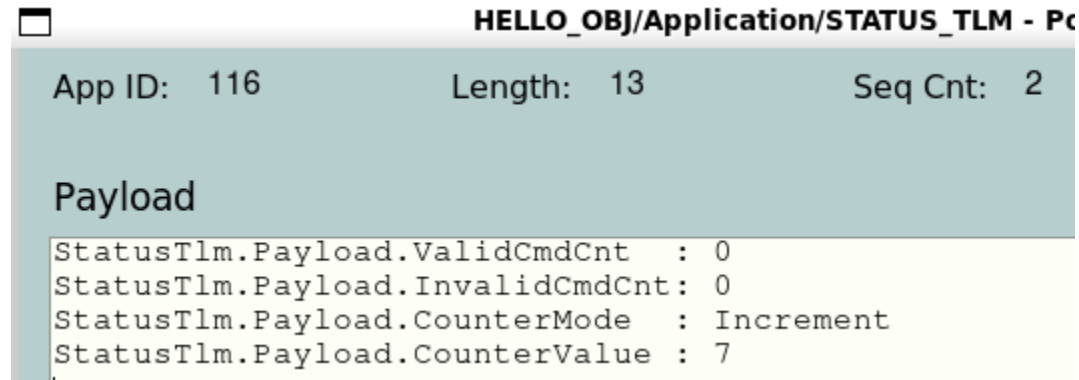 HELLO_OBJ/Application/STATUS_TLM - Po
App ID: 116 Length: 13 Seq Cnt: 2
Payload
StatusTlm.Payload.ValidCmdCnt : 0
StatusTlm.Payload.InvalidCmdCnt: 0
StatusTlm.Payload.CounterMode : Increment
StatusTlm.Payload.CounterValue : 7